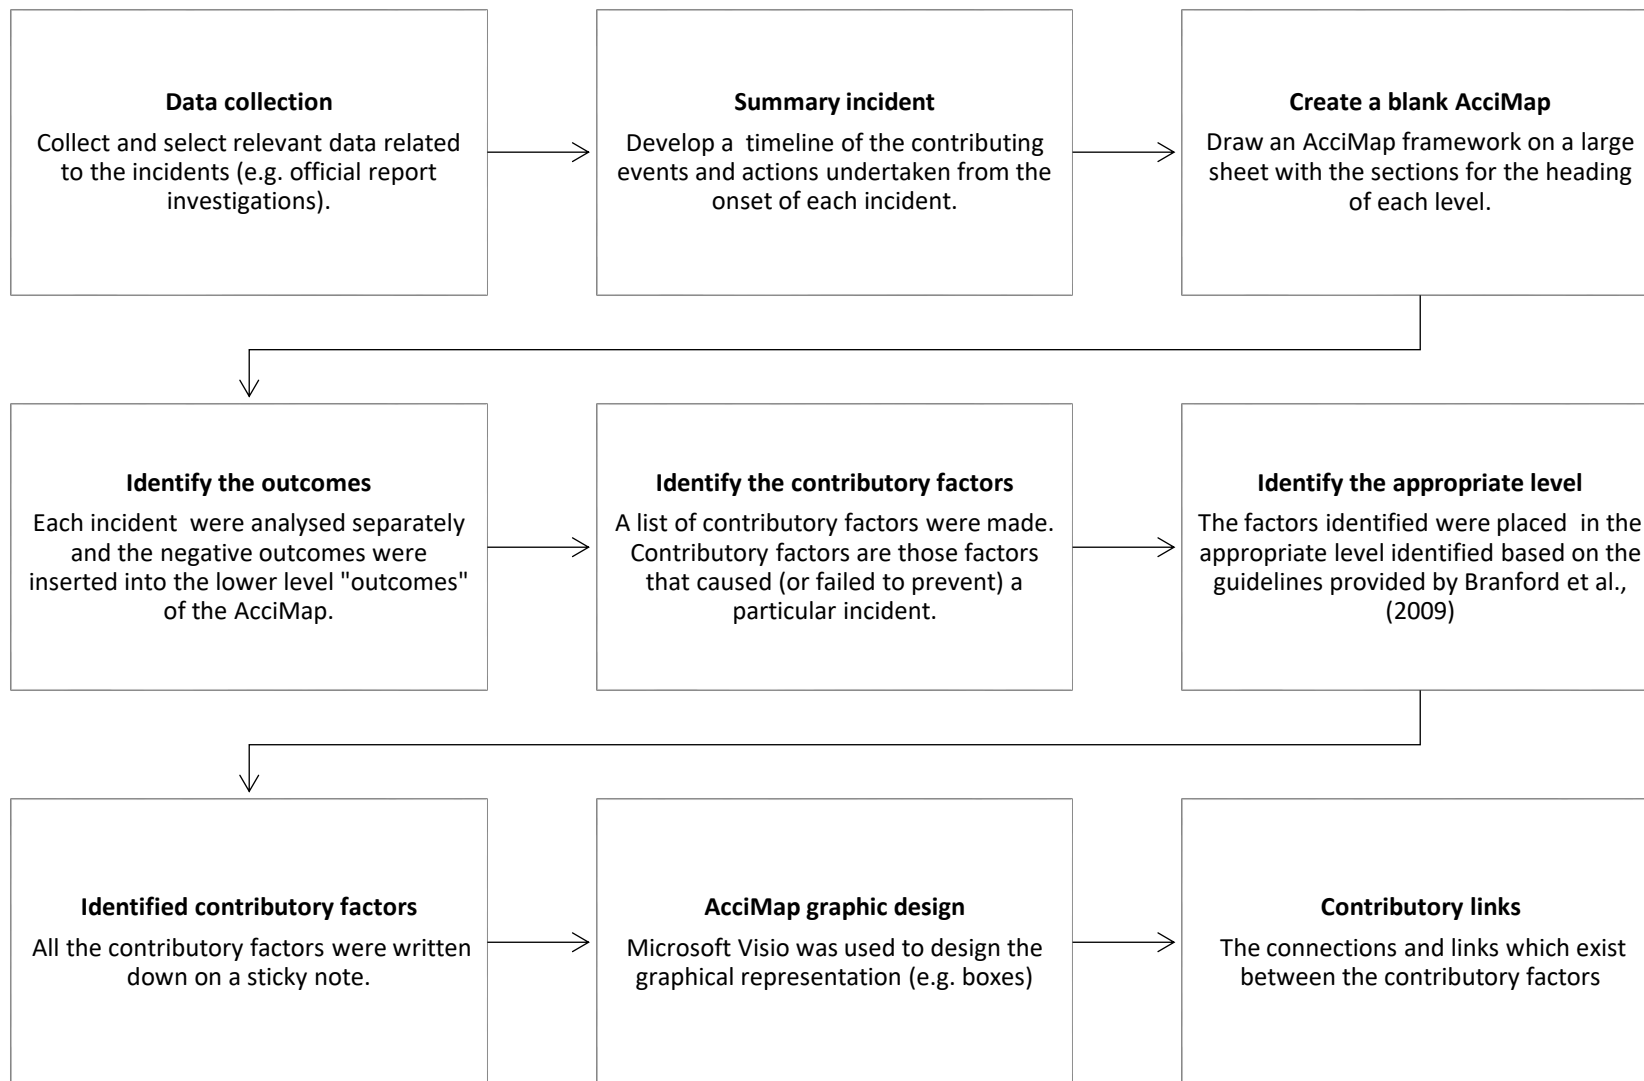 Data collection
Collect and select relevant data related
to the incidents (e.g. official report
investigations).
Summary incident
Develop a  timeline of the contributing
events and actions undertaken from the
onset of each incident.
Create a blank AcciMap
Draw an AcciMap framework on a large
sheet with the sections for the heading
of each level.
Identify the outcomes
Each incident  were analysed separately
and the negative outcomes were
inserted into the lower level "outcomes"
of the AcciMap.
Identify the contributory factors
A list of contributory factors were made.
Contributory factors are those factors
that caused (or failed to prevent) a
particular incident.
Identify the appropriate level
The factors identified were placed  in the
appropriate level identified based on the
guidelines provided by Branford et al.,
(2009)
Identified contributory factors
All the contributory factors were written
down on a sticky note.
AcciMap graphic design
Microsoft Visio was used to design the
graphical representation (e.g. boxes)
Contributory links
The connections and links which exist
between the contributory factors